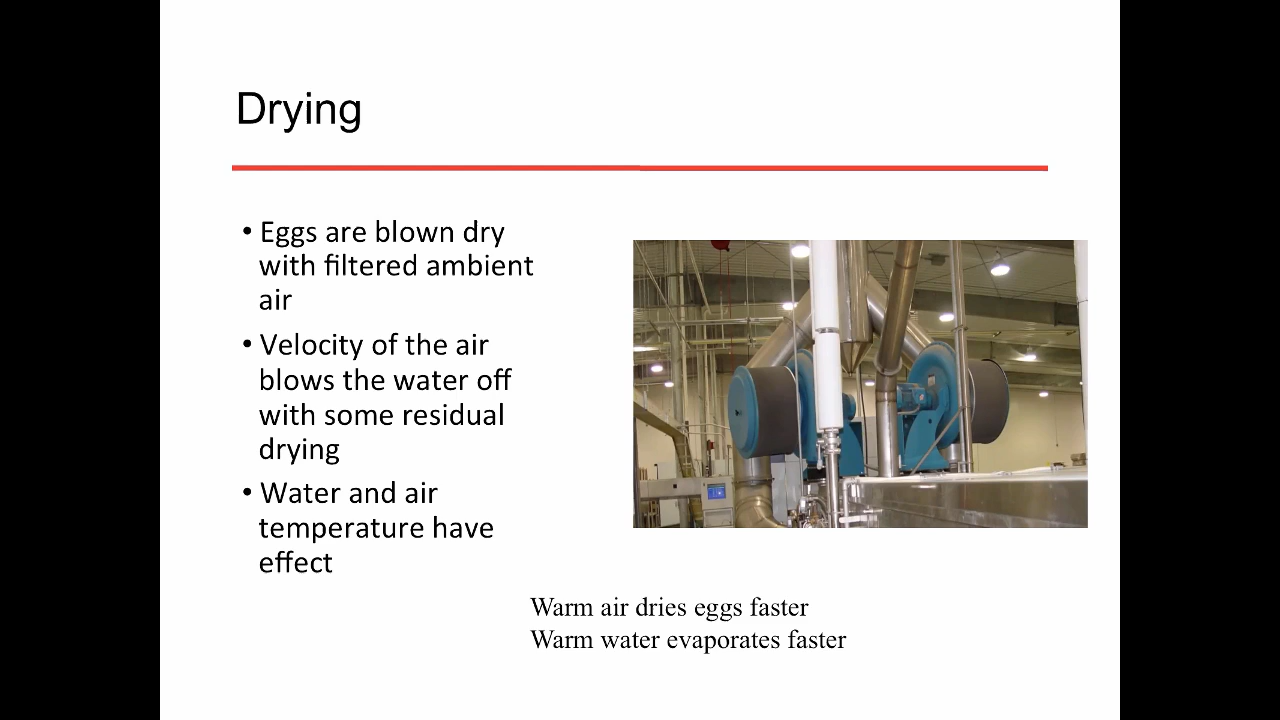 Drying
• Eggs are blown dry
with filtered ambient
air
• Velocity of the air
blows the water off
with some residual
drying
• Water and air
temperature have
effect
Warm air dries eggs faster
Warm water evaporates faster